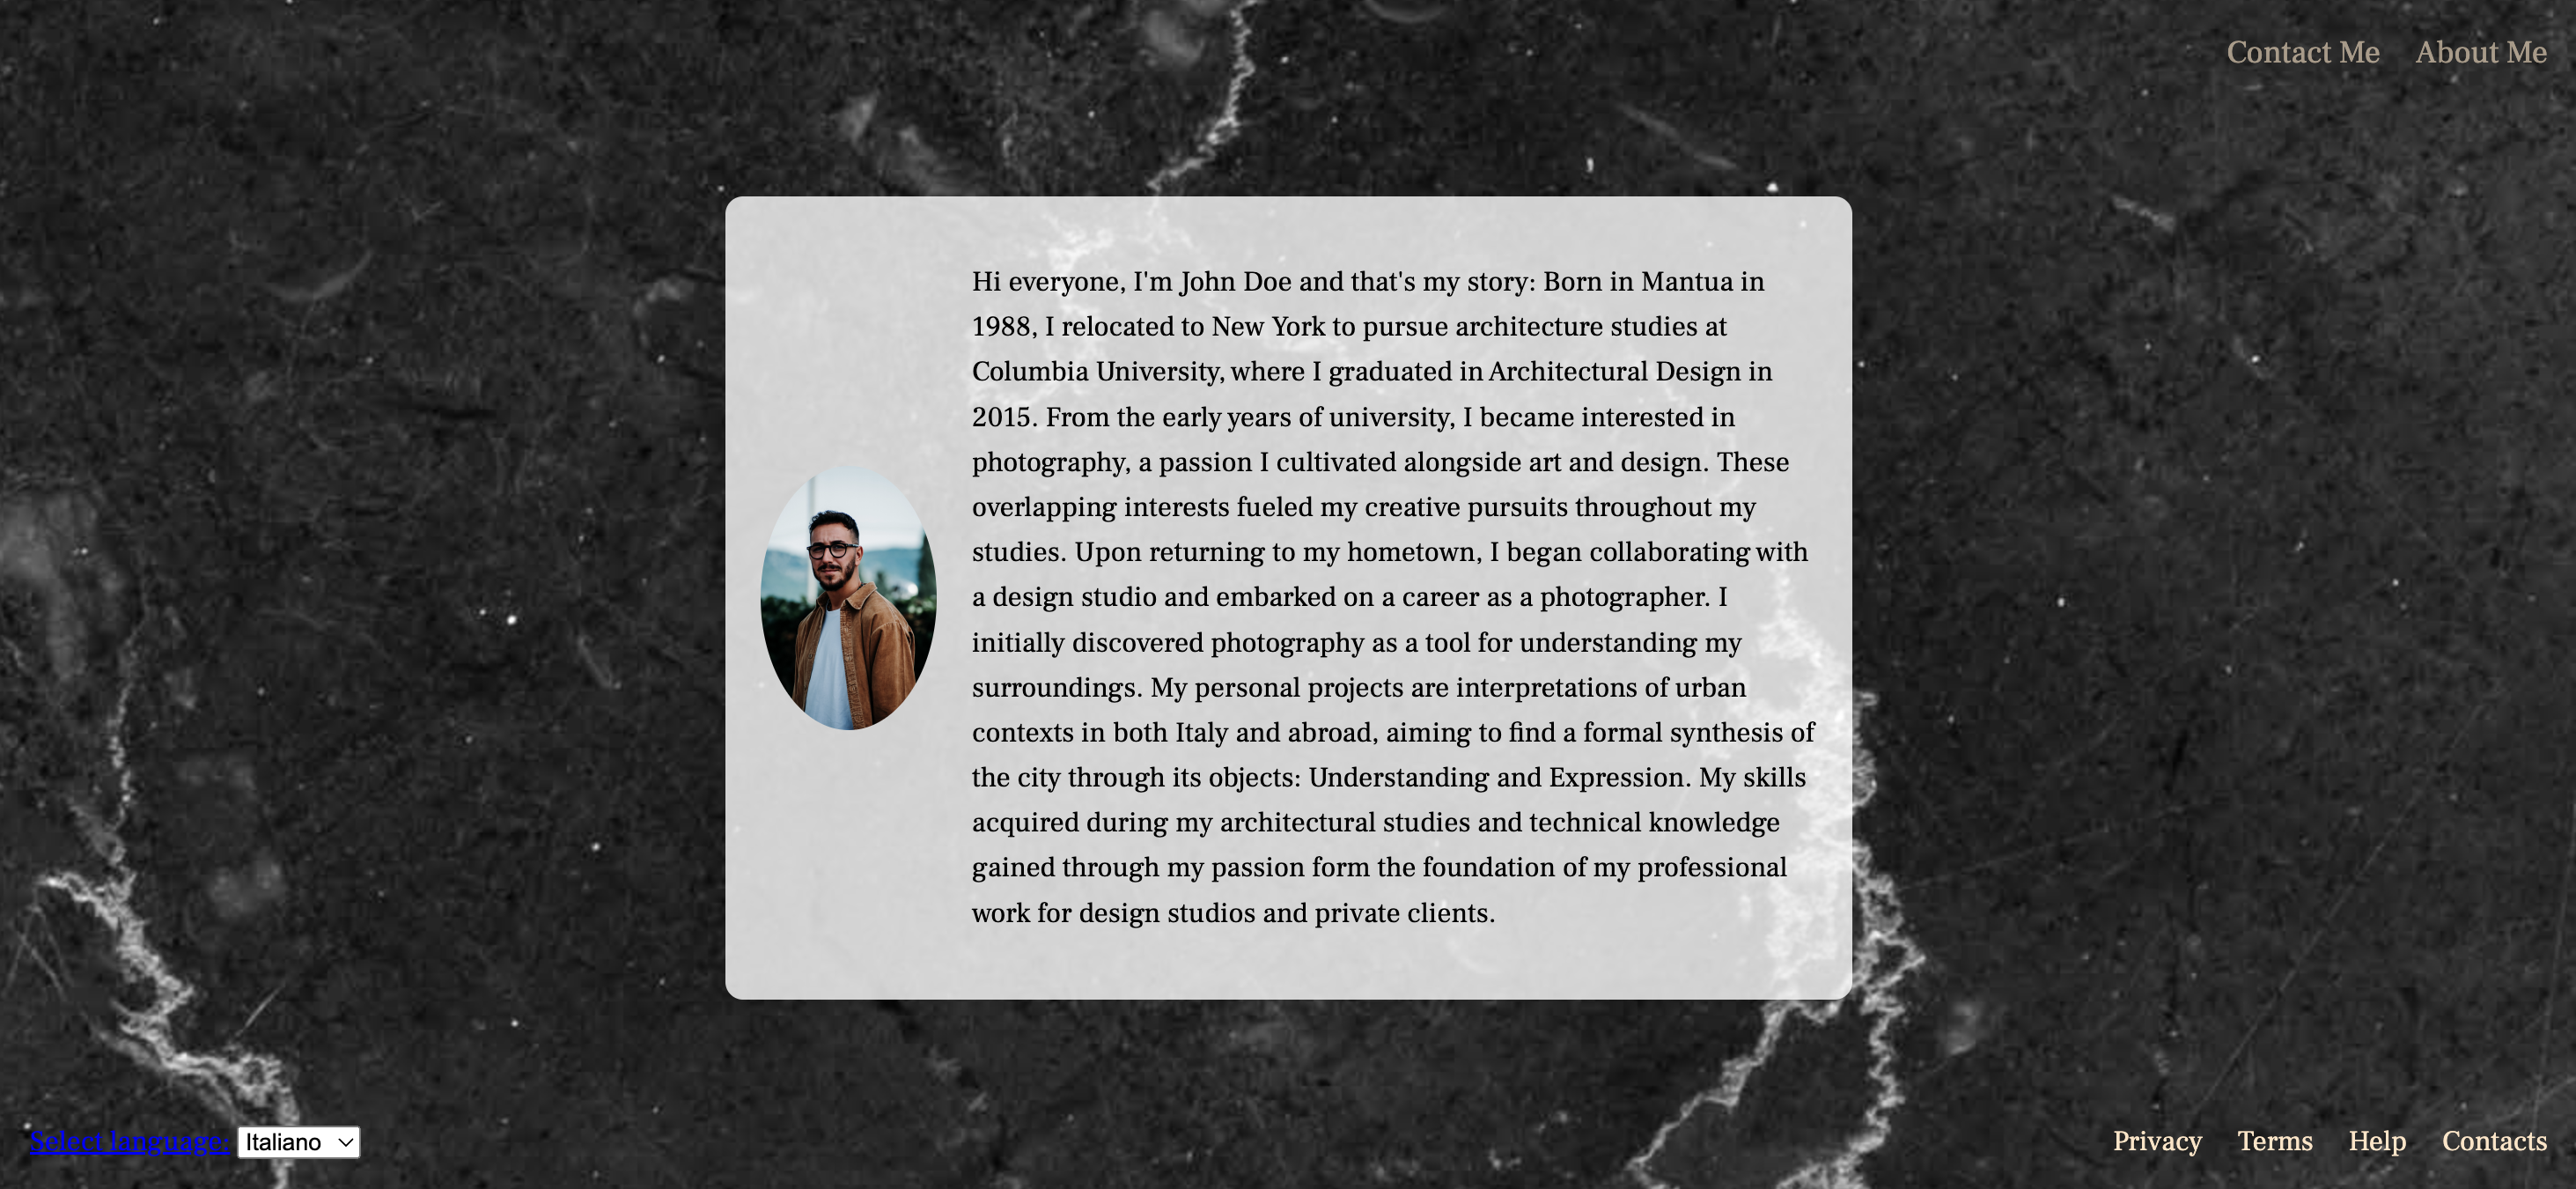 Contact Me About Me
Hi everyone, I'm John Doe and that's my story: Born in Mantua in
1988, I relocated to New York to pursue architecture studies at
Columbia University, where I graduated in Architectural Design in
2015. From the early years of university, I became interested in
photography, a passion I cultivated alongside art and design. These
overlapping interests fueled my creative pursuits throughout my
studies. Upon returning to my hometown, I began collaborating with
a design studio and embarked on a career as a photographer. I
initially discovered photography as a tool for understanding my
surroundings. My personal projects are interpretations of urban
contexts in both Italy and abroad, aiming to find a formal synthesis of
the city through its objects: Understanding and Expression. My skills
acquired during my architectural studies and technical knowledge
gained through my passion form the foundation of my professional
work for design studios and private clients.
Select language: Italiano
Privacy Terms Help Contacts